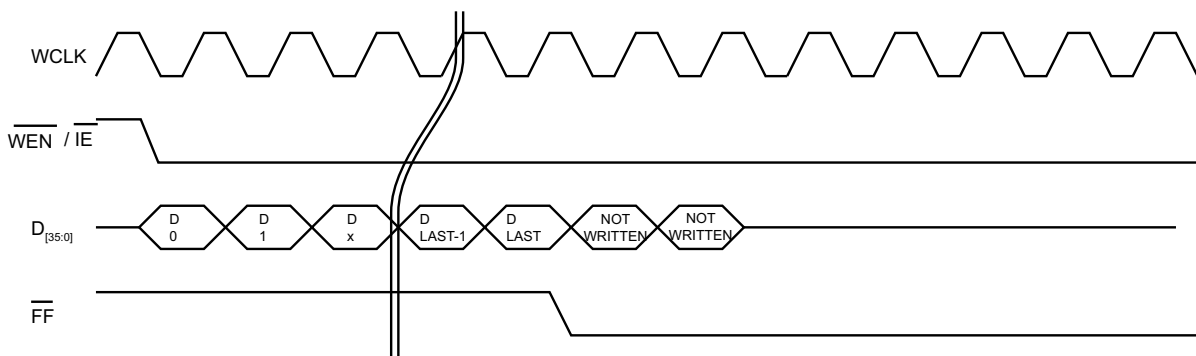 WCLK
WEN / IE
D[35:0]
D
0
D
1
D
x
D
LAST-1
D
LAST
NOT
WRITTEN
NOT
WRITTEN
FF